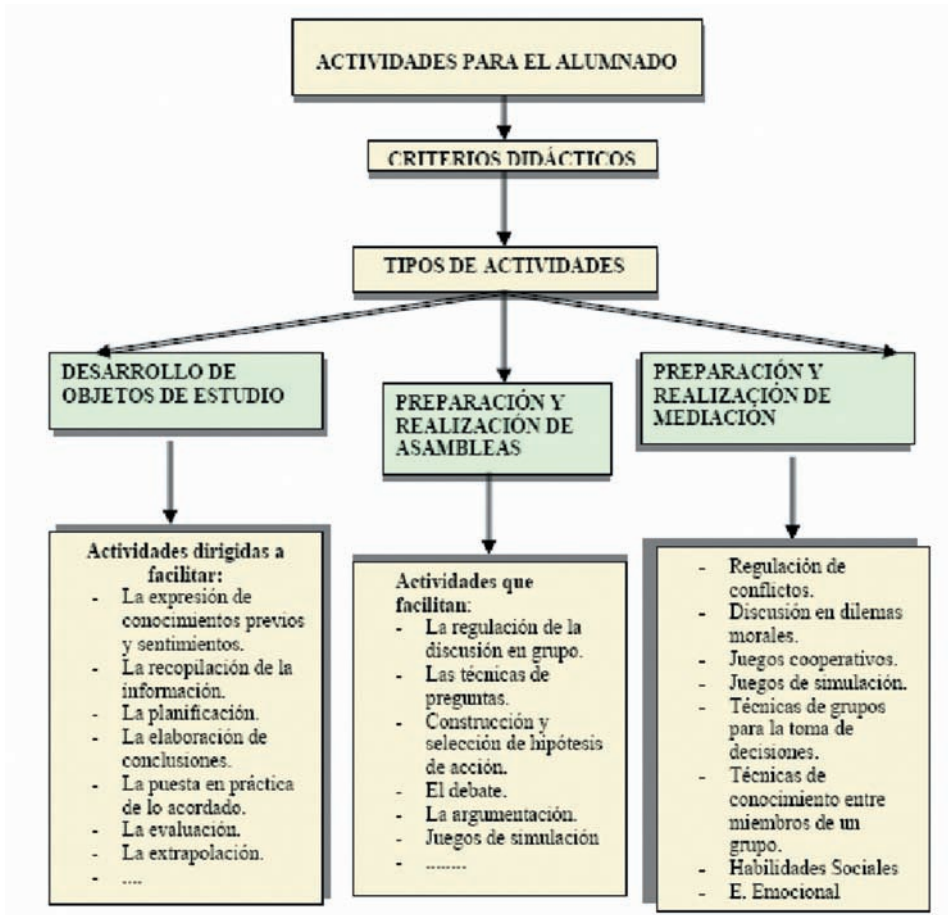 ACTIVIDADES PARA EL ALUMNADO
CRITERIOS DIDÁCTICOS
TIPOS DE ACTIVIDADES
DESARROLLO DE
OBJETOS DE ESTUDIO
PREPARACIÓN Y
REALIZACIÓN DE
ASAMBLEAS
PREPARACIÓN Y
REALIZACIÓN DE
MEDIACIÓN
Actividades dirigidas a
facilitar:
- La expresión de
conocimientos previos
y sentimientos.
- La recopilación de la
información.
- La planificación.
- La elaboración de
conclusiones.
- La puesta en práctica
de lo acordado.
- La evaluación.
- La extrapolación.
- ....
Actividades que
facilitan:
- La regulación de la
discusión en grupo.
- Las técnicas de
preguntas.
- Construcción y
selección de hipótesis
de acción.
- El debate.
- La argumentación.
- Juegos de simulación
- ........
- Regulación de
conflictos.
- Discusión en dilemas
morales.
- Juegos cooperativos.
- Juegos de simulación.
- Técnicas de grupos
para la toma de
decisiones.
- Técnicas de
conocimiento entre
miembros de un
grupo.
- Habilidades Sociales
- E. Emocional